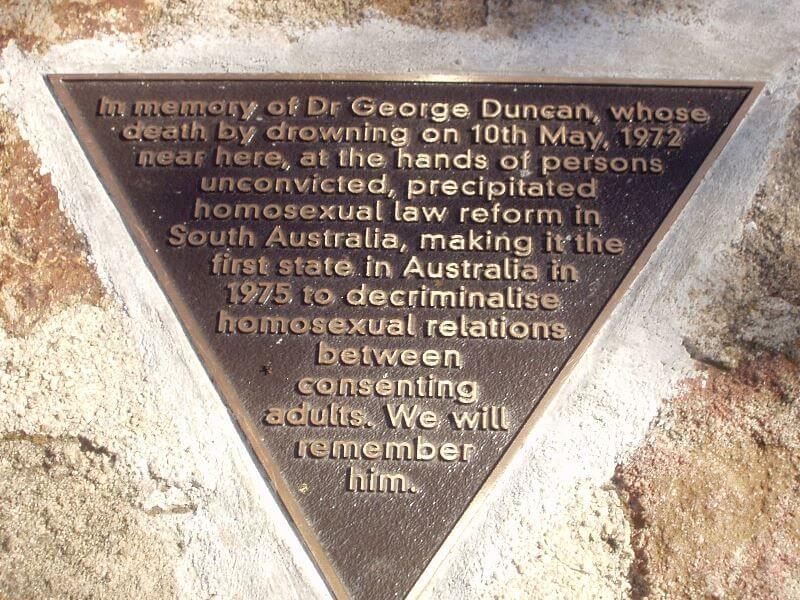 In memory of Dr George Duncan, whose
death by drowning on 10th May, 1972
near here, at the hands of persons
unconvicted, precipitated
homosexual law reform in
South Australia, making it the
first state in Australia in
1975 to decriminalise
homosexual relations
between
consenting
adults. We will
remember
him.